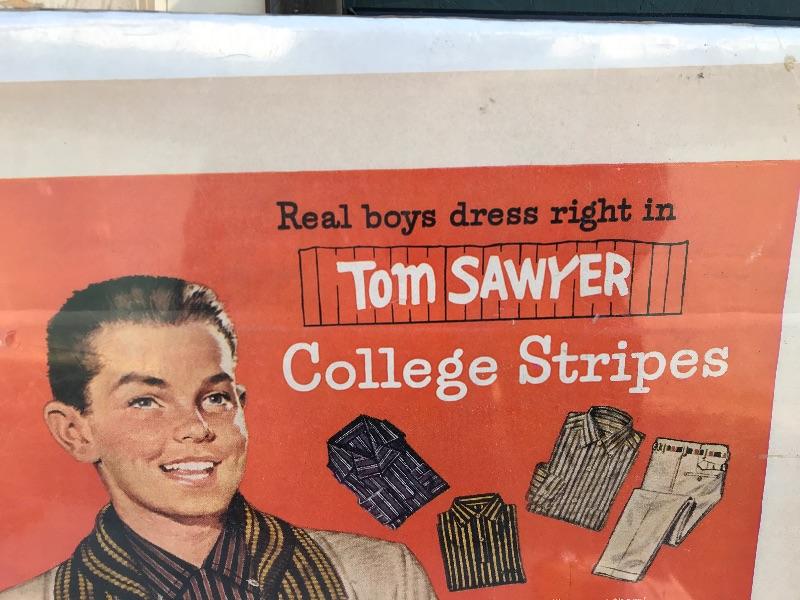 Real boys dress right in
Tom SAWYER
College Stripes